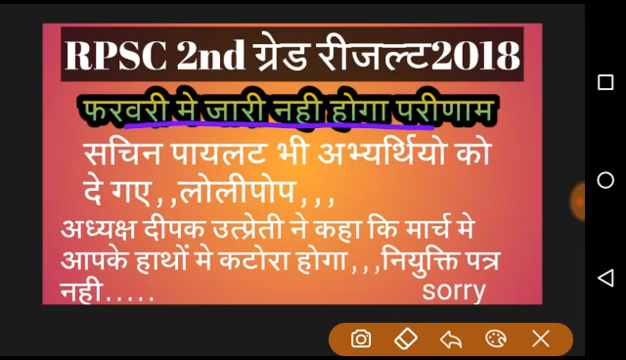 RPSC 2nd ग्रेड रीजल्ट2018
फरवरी मे जारी नही होगा परीणाम
सचिन पायलट भी अभ्यर्थियो को
दे गए,,लोलीपोप,,,
अध्यक्ष दीपक उत्प्रेती ने कहा कि मार्च मे
आपके हाथों मे कटोरा होगा,,,नियुक्ति पत्र
नही..... sorry